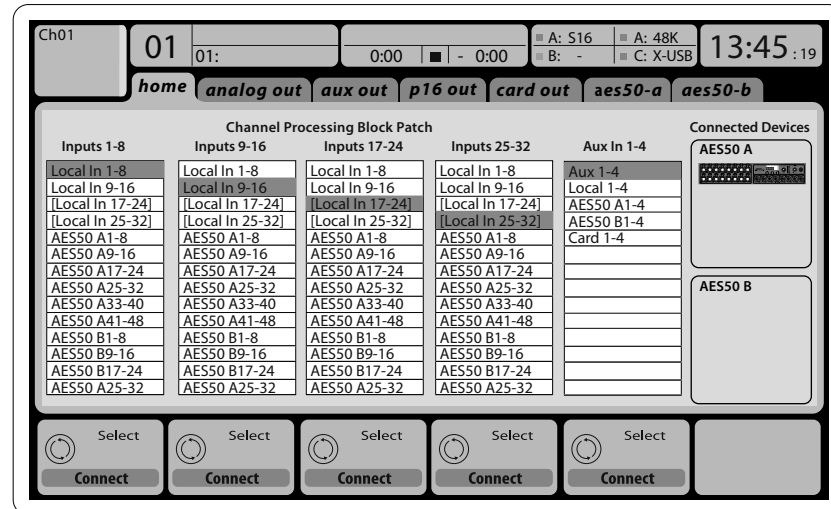 Ch01
01
01:
0:00 - 0:00
A: S16
B: -
A: 48K
C: X-USB
13:45 :19
home analog out aux out p16 out card out aes50-a aes50-b
Channel Processing Block Patch
Connected Devices
Inputs 1-8 Inputs 9-16 Inputs 17-24 Inputs 25-32 Aux In 1-4
AES50 A
Local In 1-8 Local In 1-8 Local In 1-8 Local In 1-8 Aux 1-4
Local In 9-16 Local In 9-16 Local In 9-16 Local In 9-16 Local 1-4
[Local In 17-24] [Local In 17-24] [Local In 17-24] [Local In 17-24] AES50 A1-4
[Local In 25-32] [Local In 25-32] [Local In 25-32] [Local In 25-32] AES50 B1-4
AES50 A1-8 AES50 A1-8 AES50 A1-8 AES50 A1-8 Card 1-4
AES50 A9-16 AES50 A9-16 AES50 A9-16 AES50 A9-16
AES50 A17-24 AES50 A17-24 AES50 A17-24 AES50 A17-24
AES50 A25-32 AES50 A25-32 AES50 A25-32 AES50 A25-32
AES50 B
AES50 A33-40 AES50 A33-40 AES50 A33-40 AES50 A33-40
AES50 A41-48 AES50 A41-48 AES50 A41-48 AES50 A41-48
AES50 B1-8 AES50 B1-8 AES50 B1-8 AES50 B1-8
AES50 B9-16 AES50 B9-16 AES50 B9-16 AES50 B9-16
AES50 B17-24 AES50 B17-24 AES50 B17-24 AES50 B17-24
AES50 A25-32 AES50 A25-32 AES50 A25-32 AES50 A25-32
Select Select Select Select Select
Connect Connect Connect Connect Connect